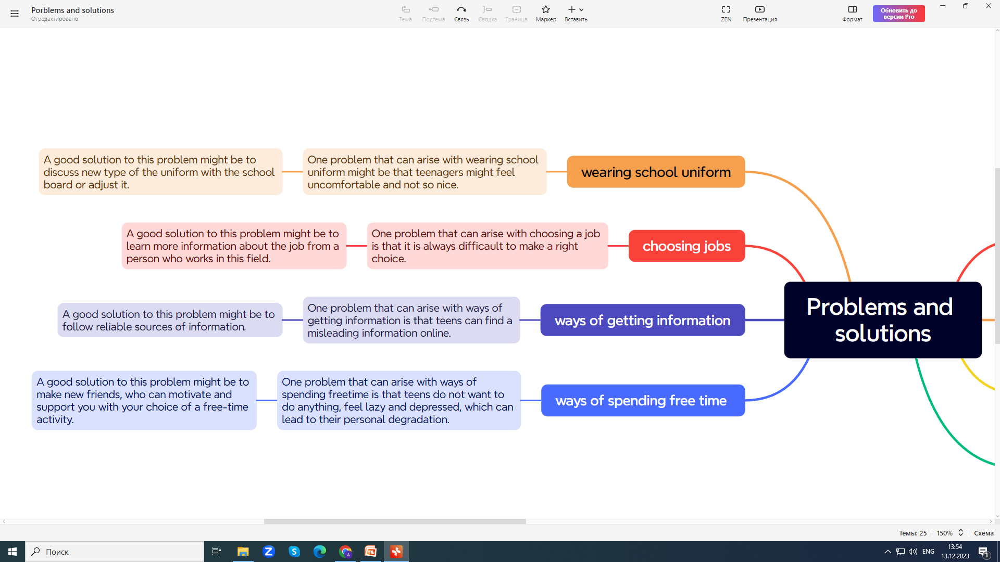 Porblems and solutions
Отредактировано
Тема
Подтема
Связь
Сводка
Граница
Маркер
Вставить
ZEN
Презентация
Формат
Обновить до
версии Pro
A good solution to this problem might be to
discuss new type of the uniform with the school
board or adjust it.
One problem that can arise with wearing school
uniform might be that teenagers might feel
uncomfortable and not so nice.
wearing school uniform
A good solution to this problem might be to
learn more information about the job from a
person who works in this field.
One problem that can arise with choosing a job
is that it is always difficault to make a right
choice.
choosing jobs
A good solution to this problem might be to
follow reliable sources of information.
One problem that can arise with ways of
getting information is that teens can find a
misleading information online.
ways of getting information
Problems and
solutions
A good solution to this problem might be to
make new friends, who can motivate and
support you with your choice of a free-time
activity.
One problem that can arise with ways of
spending freetime is that teens do not want to
do anything, feel lazy and depressed, which can
lead to their personal degradation.
ways of spending free time
Темы: 25
150%
Схема
Поиск
ENG
13:54
13.12.2023
1